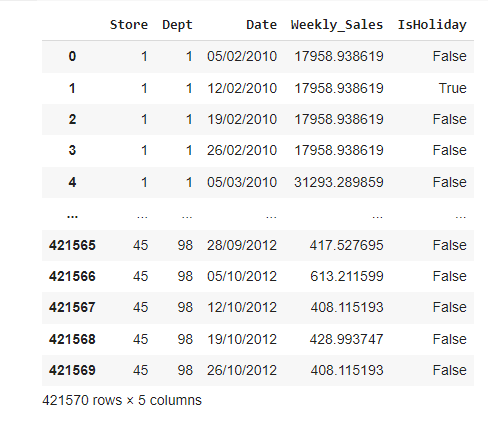 Store Dept Date Weekly_Sales IsHoliday
0 1 1 05/02/2010 17958.938619 False
1 1 1 12/02/2010 17958.938619 True
2 1 1 19/02/2010 17958.938619 False
3 1 1 26/02/2010 17958.938619 False
4 1 1 05/03/2010 31293.289859 False
... ... ... ... ... ...
421565 45 98 28/09/2012 417.527695 False
421566 45 98 05/10/2012 613.211599 False
421567 45 98 12/10/2012 408.115193 False
421568 45 98 19/10/2012 428.993747 False
421569 45 98 26/10/2012 408.115193 False
421570 rows × 5 columns